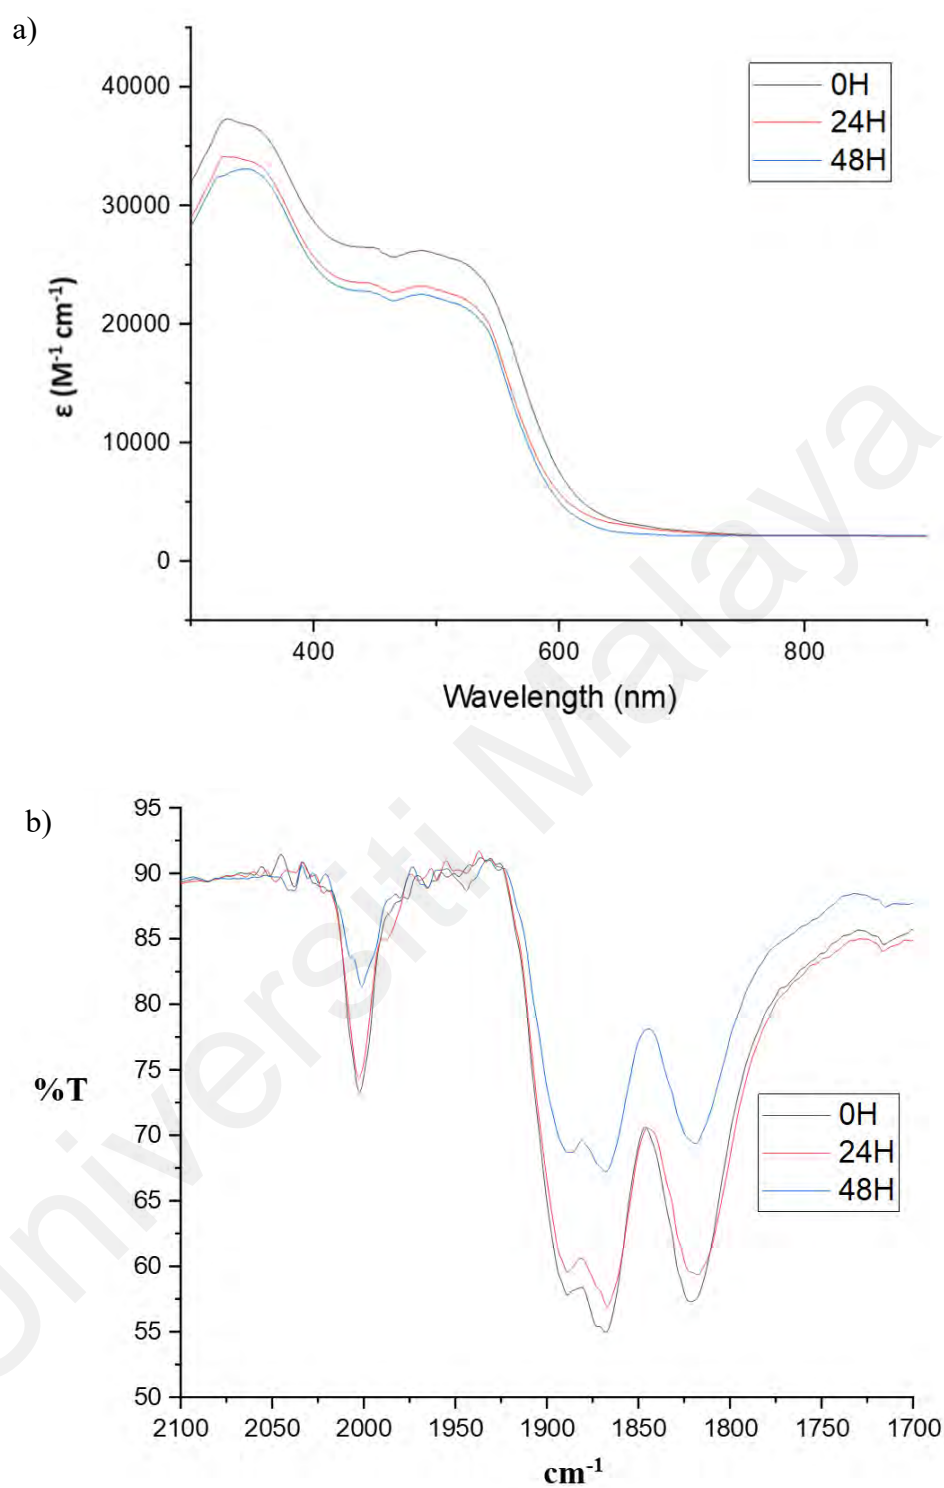 a)
0H
24H
48H
40000
30000
20000
10000
0
ε (M-1 cm-1)
400 600 800
Wavelength (nm)
Universiti Malaya
b)
95
90
85
80
75
70
65
60
55
50
%T
0H
24H
48H
2100 2050 2000 1950 1900 1850 1800 1750 1700
cm-1